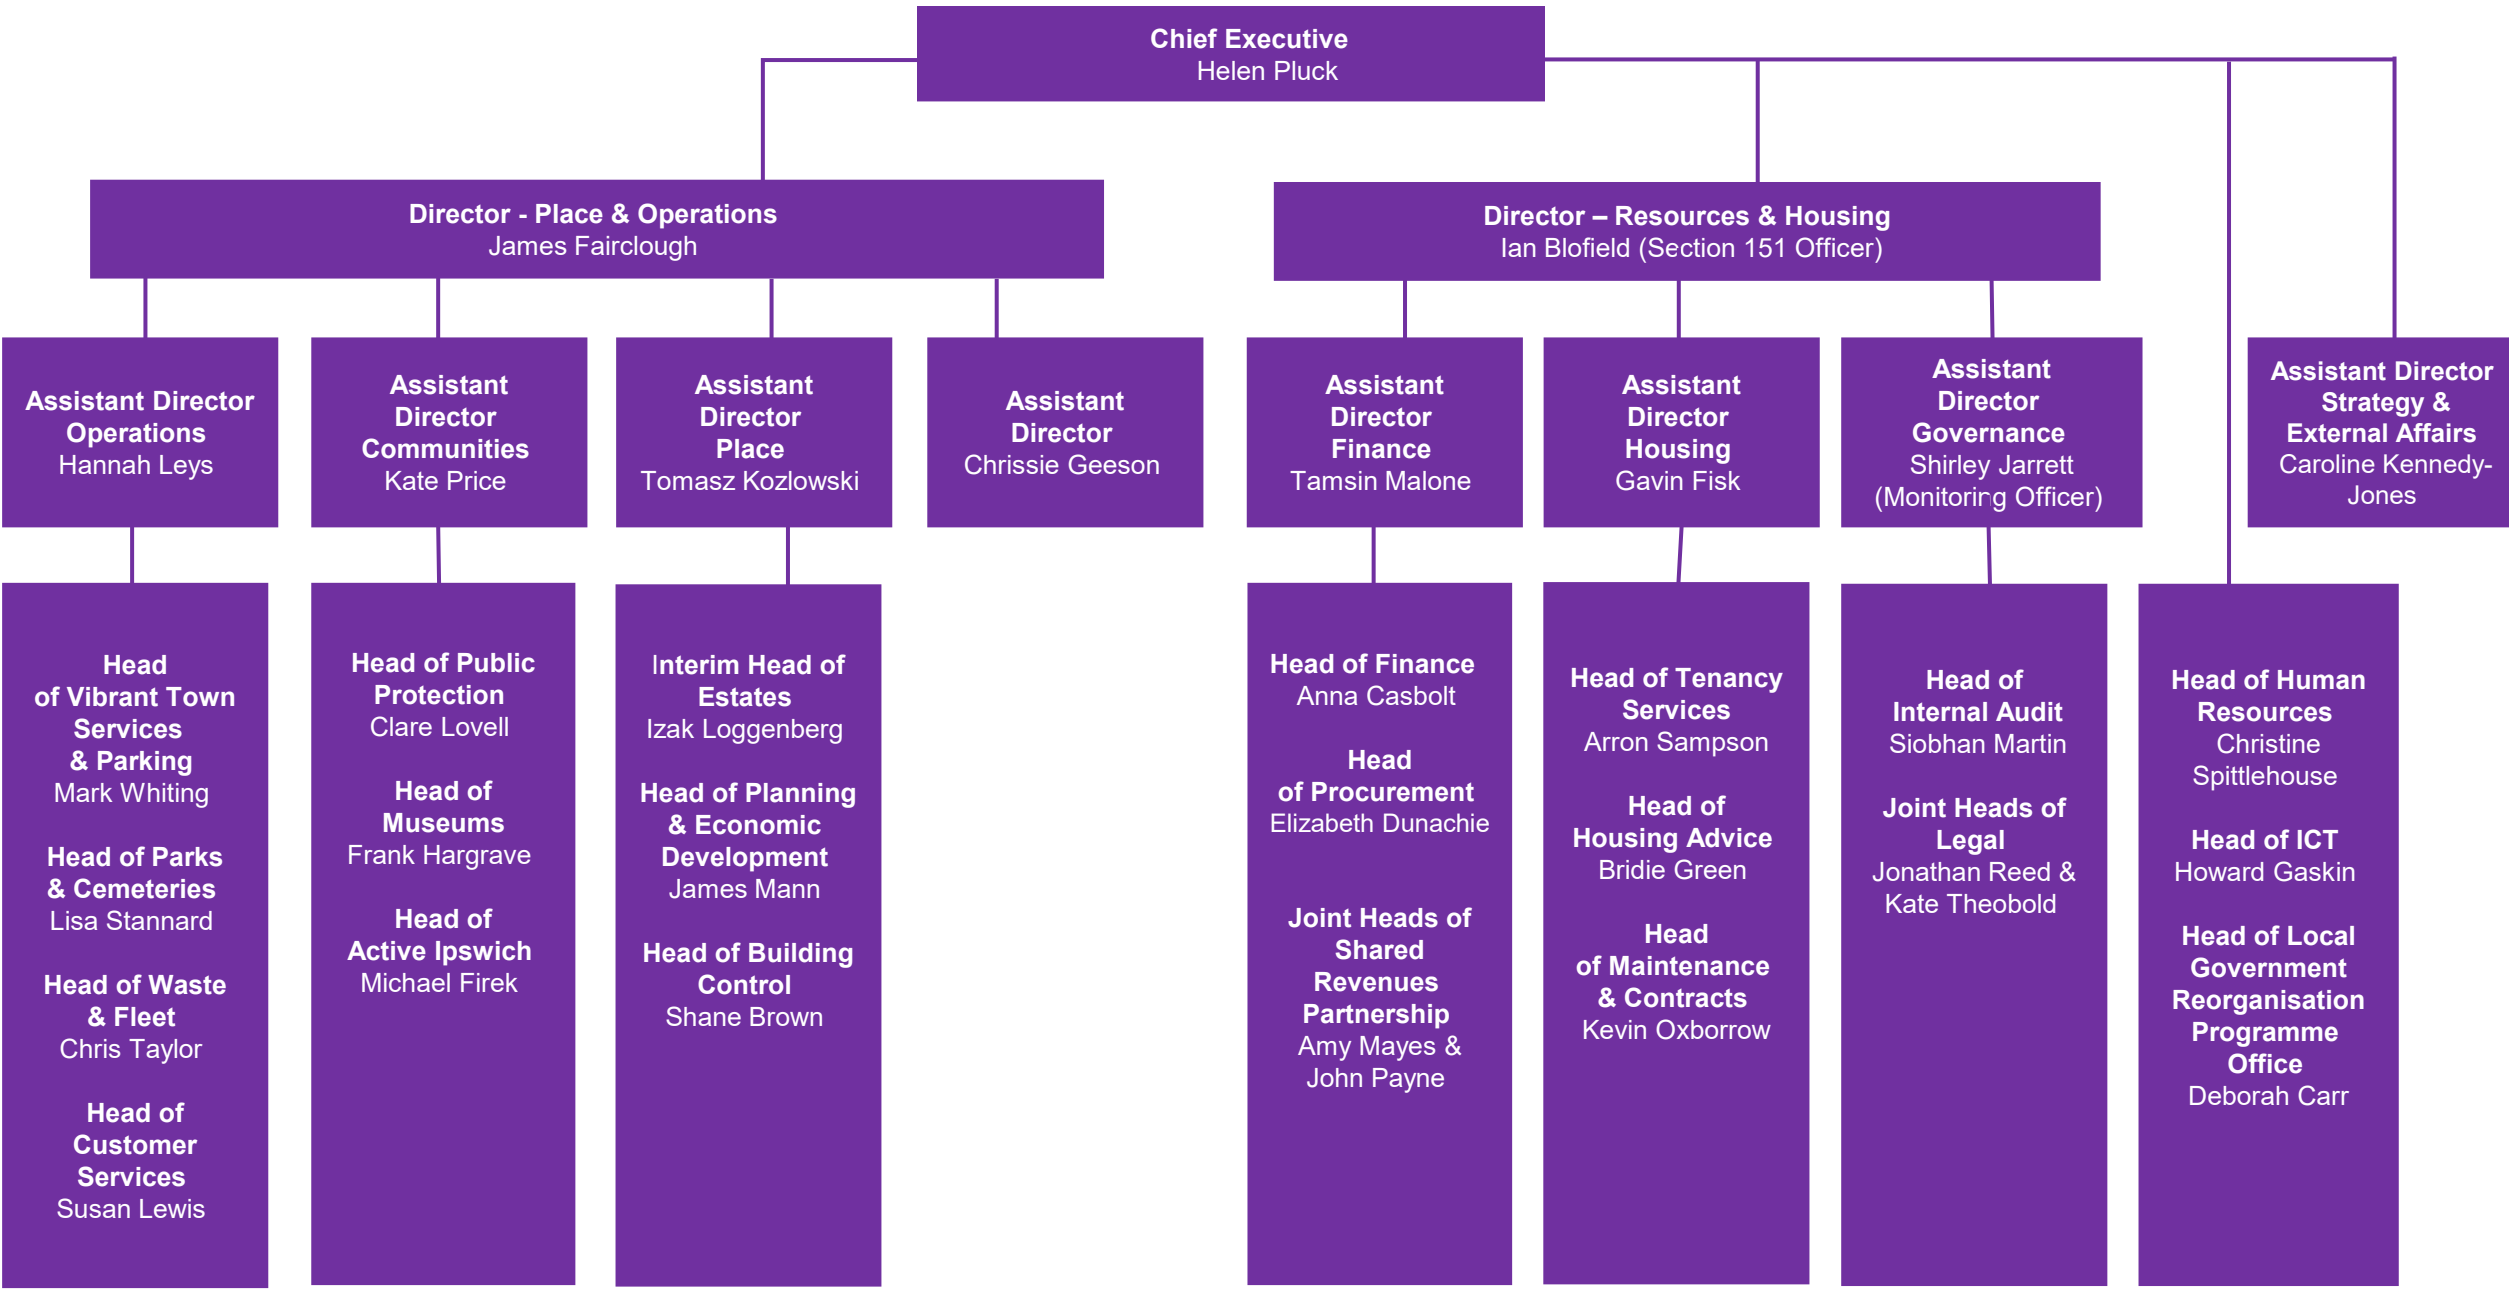 Chief Executive
Helen Pluck
Director - Place & Operations
James Fairclough
Director – Resources & Housing
Ian Blofield (Section 151 Officer)
Assistant Director
Operations
Hannah Leys
Assistant
Director
Communities
Kate Price
Assistant
Director
Place
Tomasz Kozlowski
Assistant
Director
Chrissie Geeson
Assistant
Director
Finance
Tamsin Malone
Assistant
Director
Housing
Gavin Fisk
Assistant
Director
Governance
Shirley Jarrett
(Monitoring Officer)
Assistant Director
Strategy &
External Affairs
Caroline Kennedy-
Jones
Head
of Vibrant Town
Services
& Parking
Mark Whiting
Head of Parks
& Cemeteries
Lisa Stannard
Head of Waste
& Fleet
Chris Taylor
Head of
Customer
Services
Susan Lewis
Head of Public
Protection
Clare Lovell
Head of
Museums
Frank Hargrave
Head of
Active Ipswich
Michael Firek
Interim Head of
Estates
Izak Loggenberg
Head of Planning
& Economic
Development
James Mann
Head of Building
Control
Shane Brown
Head of Finance
Anna Casbolt
Head
of Procurement
Elizabeth Dunachie
Joint Heads of
Shared
Revenues
Partnership
Amy Mayes &
John Payne
Head of Tenancy
Services
Arron Sampson
Head of
Housing Advice
Bridie Green
Head
of Maintenance
& Contracts
Kevin Oxborrow
Head of
Internal Audit
Siobhan Martin
Joint Heads of
Legal
Jonathan Reed &
Kate Theobold
Head of Human
Resources
Christine
Spittlehouse
Head of ICT
Howard Gaskin
Head of Local
Government
Reorganisation
Programme
Office
Deborah Carr